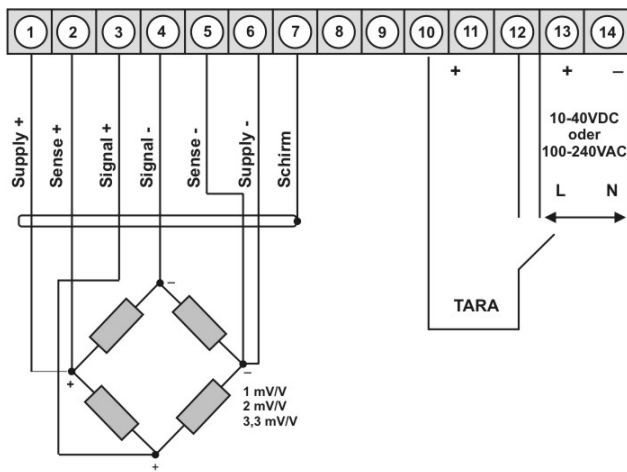 1 2 3 4 5 6 7 8 9 10 11 12 13 14
+ + –
Supply +
Sense +
Signal +
Signal -
Sense -
Supply -
Schirm
10-40VDC
oder
100-240VAC
L N
TARA
–
+ –
1 mV/V
2 mV/V
3,3 mV/V
+